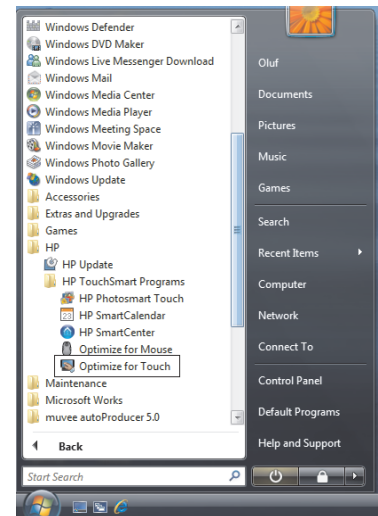 Windows Defender
Windows DVD Maker
Windows Live Messenger Download
Windows Mail
Windows Media Center
Windows Media Player
Windows Meeting Space
Windows Movie Maker
Windows Photo Gallery
Windows Update
Accessories
Extras and Upgrades
Games
HP
HP Update
HP TouchSmart Programs
HP Photosmart Touch
HP SmartCalendar
HP SmartCenter
Optimize for Mouse
Optimize for Touch
Maintenance
Microsoft Works
muvee autoProducer 5.0
Back
Start Search
Oluf
Documents
Pictures
Music
Games
Search
Recent Items
Computer
Network
Connect To
Control Panel
Default Programs
Help and Support